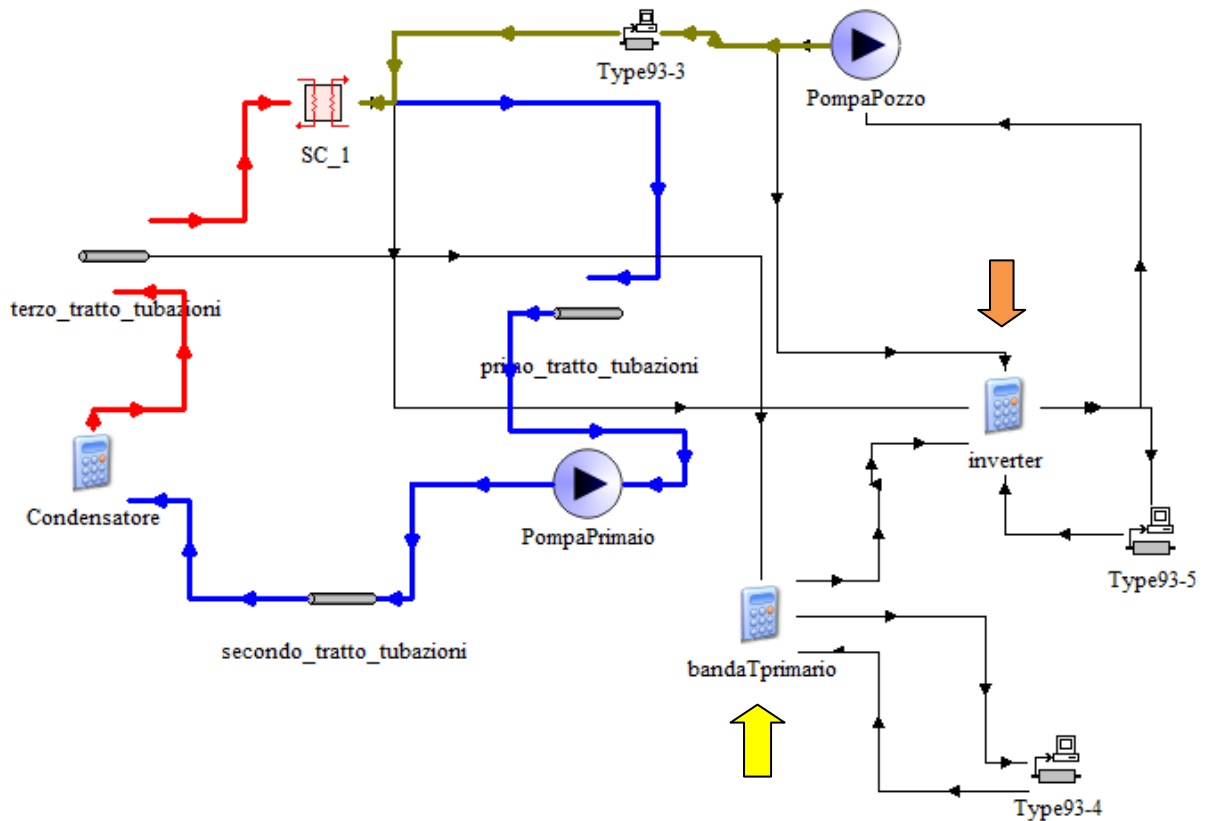 Type93-3
PompaPozzo
SC_1
terzo_tratto_tubazioni
primo_tratto_tubazioni
inverter
Condensatore
PompaPrimaio
Type93-5
secondo_tratto_tubazioni
bandaTprimario
Type93-4